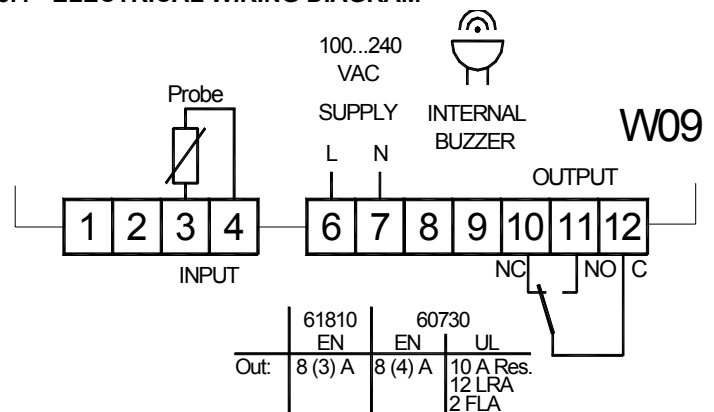 ELECTRICAL WIRING DIAGRAM
100...240
VAC
Probe
SUPPLY
INTERNAL
BUZZER
W09
L N
OUTPUT
1 2 3 4 6 7 8 9 10 11 12
INPUT
NC NO C
61810 60730
EN EN UL
Out: 8 (3) A 8 (4) A 10 A Res.
12 LRA
2 FLA